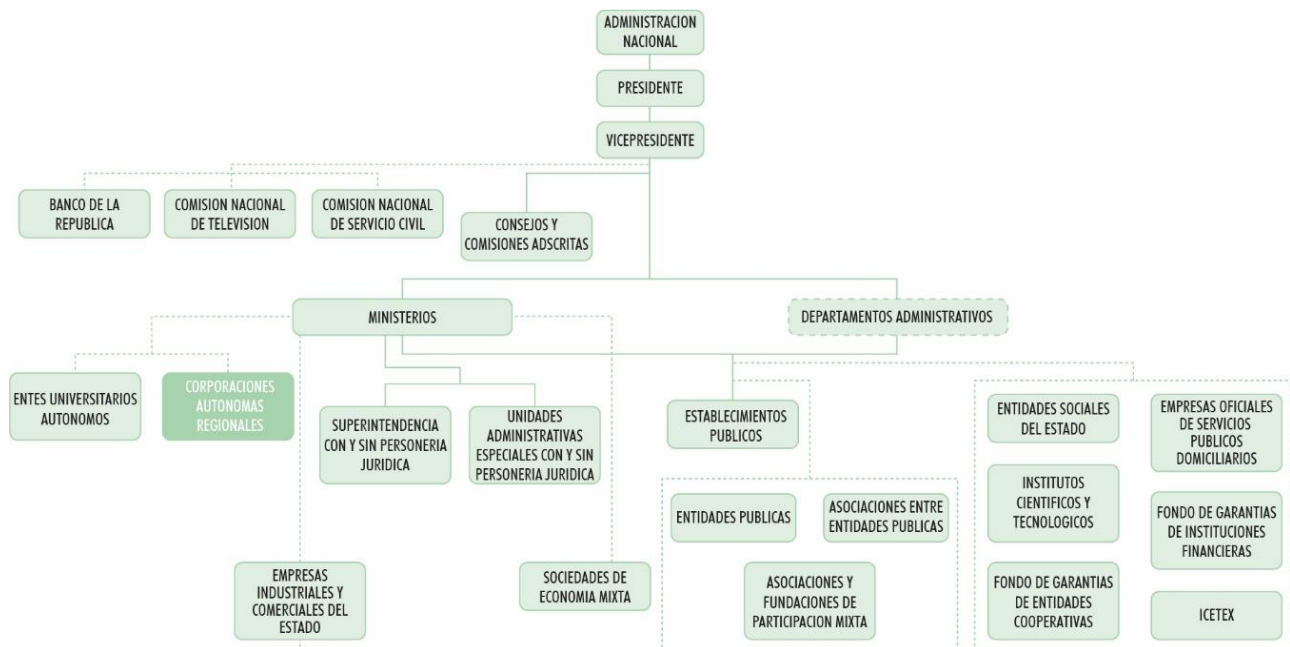 ADMINISTRACION
NACIONAL
PRESIDENTE
VICEPRESIDENTE
BANCO DE LA
REPUBLICA
COMISION NACIONAL
DE TELEVISION
COMISION NACIONAL
DE SERVICIO CIVIL
CONSEJOS Y
COMISIONES ADSCRITAS
MINISTERIOS
DEPARTAMENTOS ADMINISTRATIVOS
ENTES UNIVERSITARIOS
AUTONOMOS
CORPORACIONES
AUTONOMAS
REGIONALES
SUPERINTENDENCIA
CON Y SIN PERSONERIA
JURIDICA
UNIDADES
ADMINISTRATIVAS
ESPECIALES CON Y SIN
PERSONERIA JURIDICA
ESTABLECIMIENTOS
PUBLICOS
ENTIDADES SOCIALES
DEL ESTADO
EMPRESAS OFICIALES
DE SERVICIOS
PUBLICOS
DOMICILIARIOS
INSTITUTOS
CIENTIFICOS Y
TECNOLOGICOS
FONDO DE GARANTIAS
DE INSTITUCIONES
FINANCIERAS
ENTIDADES PUBLICAS
ASOCIACIONES ENTRE
ENTIDADES PUBLICAS
EMPRESAS
INDUSTRIALES Y
COMERCIALES DEL
ESTADO
SOCIEDADES DE
ECONOMIA MIXTA
ASOCIACIONES Y
FUNDACIONES DE
PARTICIPACION MIXTA
FONDO DE GARANTIAS
DE ENTIDADES
COOPERATIVAS
ICETEX